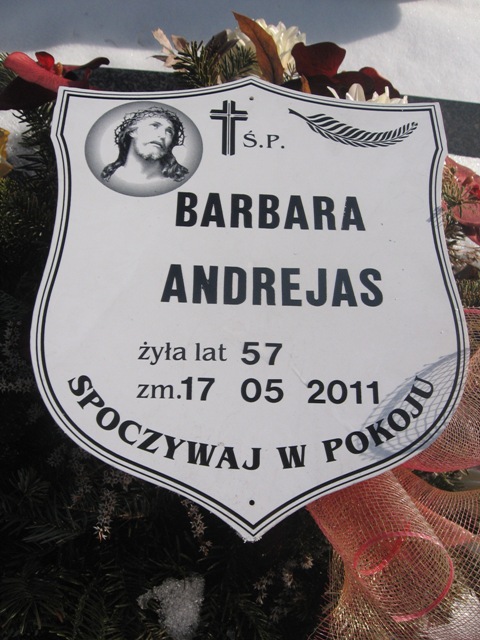 Ś.P.
BARBARA
ANDREJAS
żyła lat 57
zm.17 05 2011
SPOCZYWAJ W POKOJU